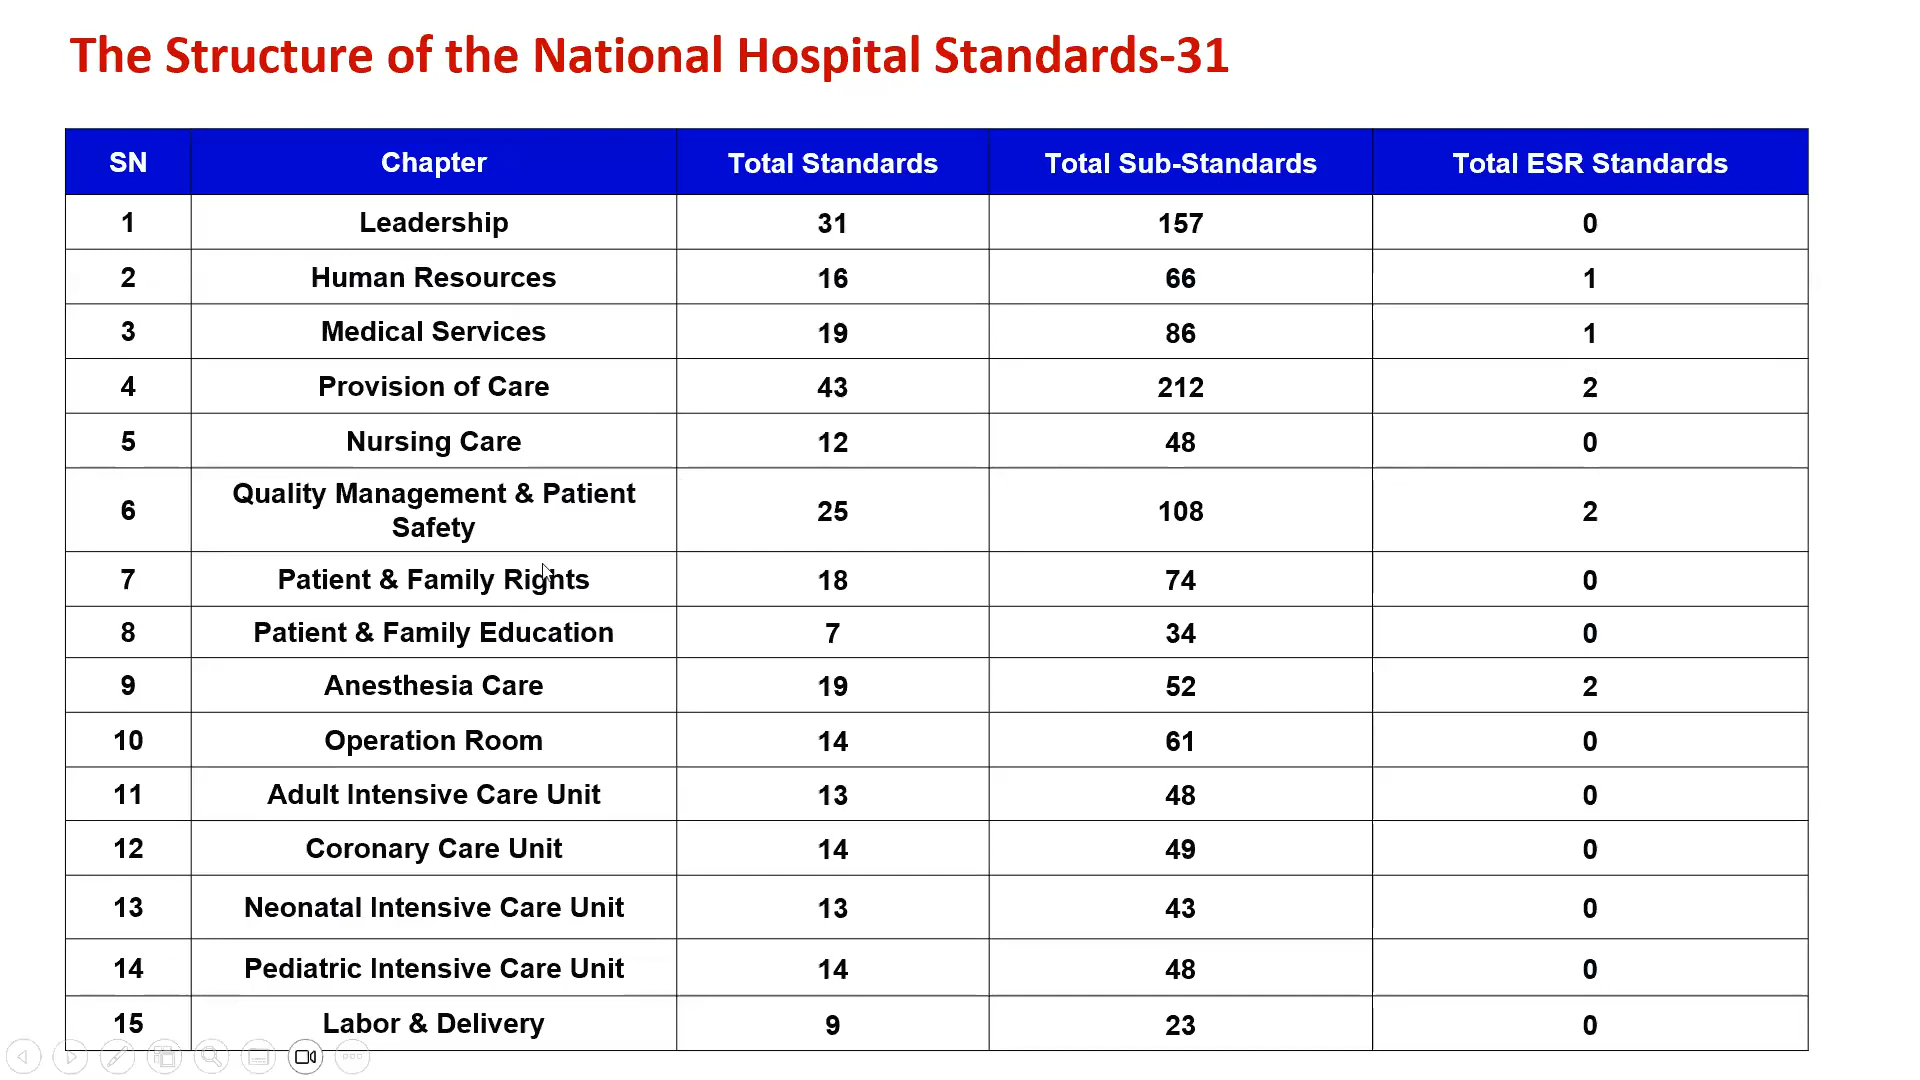 The Structure of the National Hospital Standards-31
SN Chapter Total Standards Total Sub-Standards Total ESR Standards
1 Leadership 31 157 0
2 Human Resources 16 66 1
3 Medical Services 19 86 1
4 Provision of Care 43 212 2
5 Nursing Care 12 48 0
6 Quality Management & Patient
Safety 25 108 2
7 Patient & Family Rights 18 74 0
8 Patient & Family Education 7 34 0
9 Anesthesia Care 19 52 2
10 Operation Room 14 61 0
11 Adult Intensive Care Unit 13 48 0
12 Coronary Care Unit 14 49 0
13 Neonatal Intensive Care Unit 13 43 0
14 Pediatric Intensive Care Unit 14 48 0
15 Labor & Delivery 9 23 0